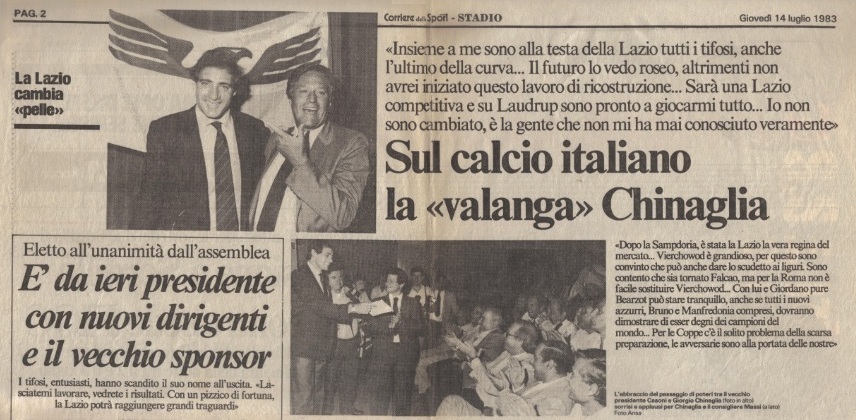 PAG. 2
Corriere dello Sport - STADIO
Giovedì 14 luglio 1983
La Lazio
cambia
«pelle»
«Insieme a me sono alla testa della Lazio tutti i tifosi, anche
l'ultimo della curva... Il futuro lo vedo roseo, altrimenti non
avrei iniziato questo lavoro di ricostruzione... Sarà una Lazio
competitiva e su Laudrup sono pronto a giocarmi tutto... Io non
sono cambiato, è la gente che non mi ha mai conosciuto veramente»
Sul calcio italiano
la «valanga» Chinaglia
Eletto all'unanimità dall'assemblea
E' da ieri presidente
con nuovi dirigenti
e il vecchio sponsor
I tifosi, entusiasti, hanno scandito il suo nome all'uscita. «La-
sciatemi lavorare, vedrete i risultati. Con un pizzico di fortuna,
la Lazio potrà raggiungere grandi traguardi»
«Dopo la Sampdoria, è stata la Lazio la vera regina del
mercato... Vierchowod è grandioso, per questo sono
convinto che può anche dare lo scudetto ai liguri. Sono
contento che sia tornato Falcao, ma per la Roma non è
facile sostituire Vierchowod... Con lui e Giordano pure
Bearzot può stare tranquillo, anche se tutti i nuovi
azzurri, Bruno e Manfredonia compresi, dovranno
dimostrare di esser degni dei campioni del
mondo... Per le Coppe c'è il solito problema della scarsa
preparazione, le avversarie sono alla portata delle nostre»
L'abbraccio del passaggio di poteri tra il vecchio
presidente Casoni e Giorgio Chinaglia (foto in alto)
sorrisi e applausi per Chinaglia e il consigliere Messi (a lato)
Foto Ansa